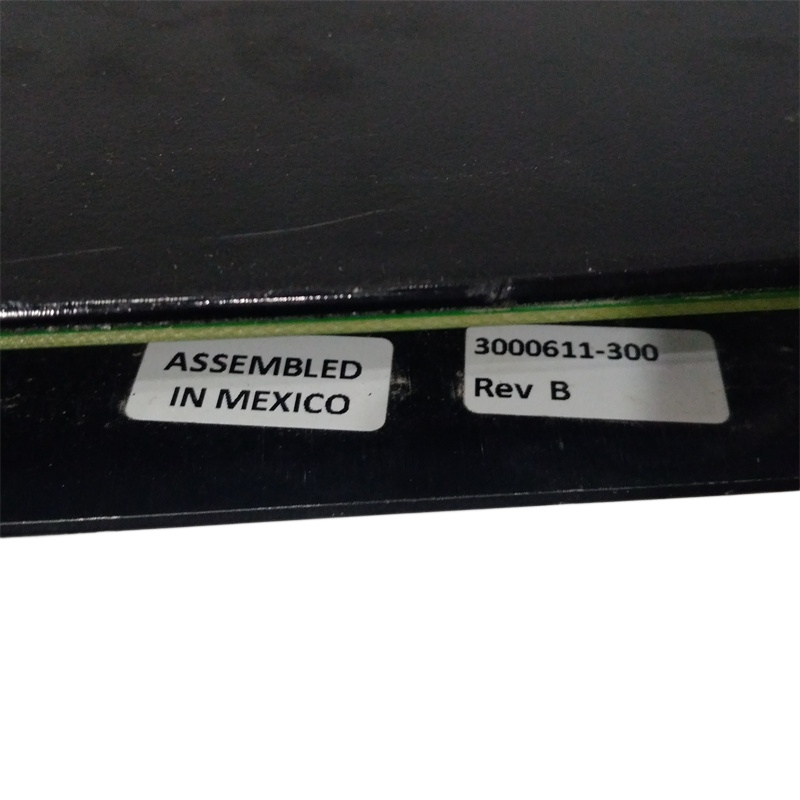 ASSEMBLED
IN MEXICO
3000611-300
Rev B